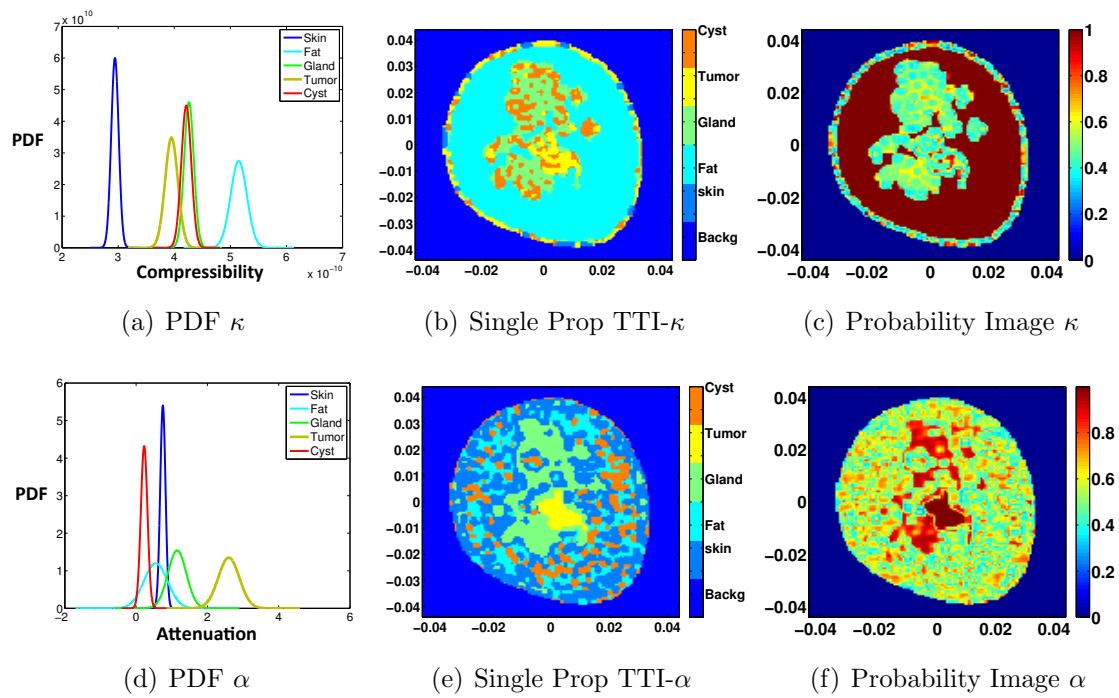 7 x 10^10
6
5
4
3
2
1
0
2 3 4 5 6 7
x 10^-10
PDF
Compressibility
Skin
Fat
Gland
Tumor
Cyst
(a) PDF κ
0.04
0.03
0.02
0.01
0
−0.01
−0.02
−0.03
−0.04
−0.04 −0.02 0 0.02 0.04
Cyst
Tumor
Gland
Fat
skin
Backg
(b) Single Prop TTI-κ
0.04
0.02
0
−0.02
−0.04
−0.04 −0.02 0 0.02 0.04
1
0.8
0.6
0.4
0.2
0
(c) Probability Image κ
6
5
4
3
2
1
0
−2 0 2 4 6
PDF
Attenuation
Skin
Fat
Gland
Tumor
Cyst
(d) PDF α
0.04
0.03
0.02
0.01
0
−0.01
−0.02
−0.03
−0.04
−0.04 −0.02 0 0.02 0.04
Cyst
Tumor
Gland
Fat
skin
Backg
(e) Single Prop TTI-α
0.04
0.02
0
−0.02
−0.04
−0.04 −0.02 0 0.02 0.04
0.8
0.6
0.4
0.2
0
(f) Probability Image α